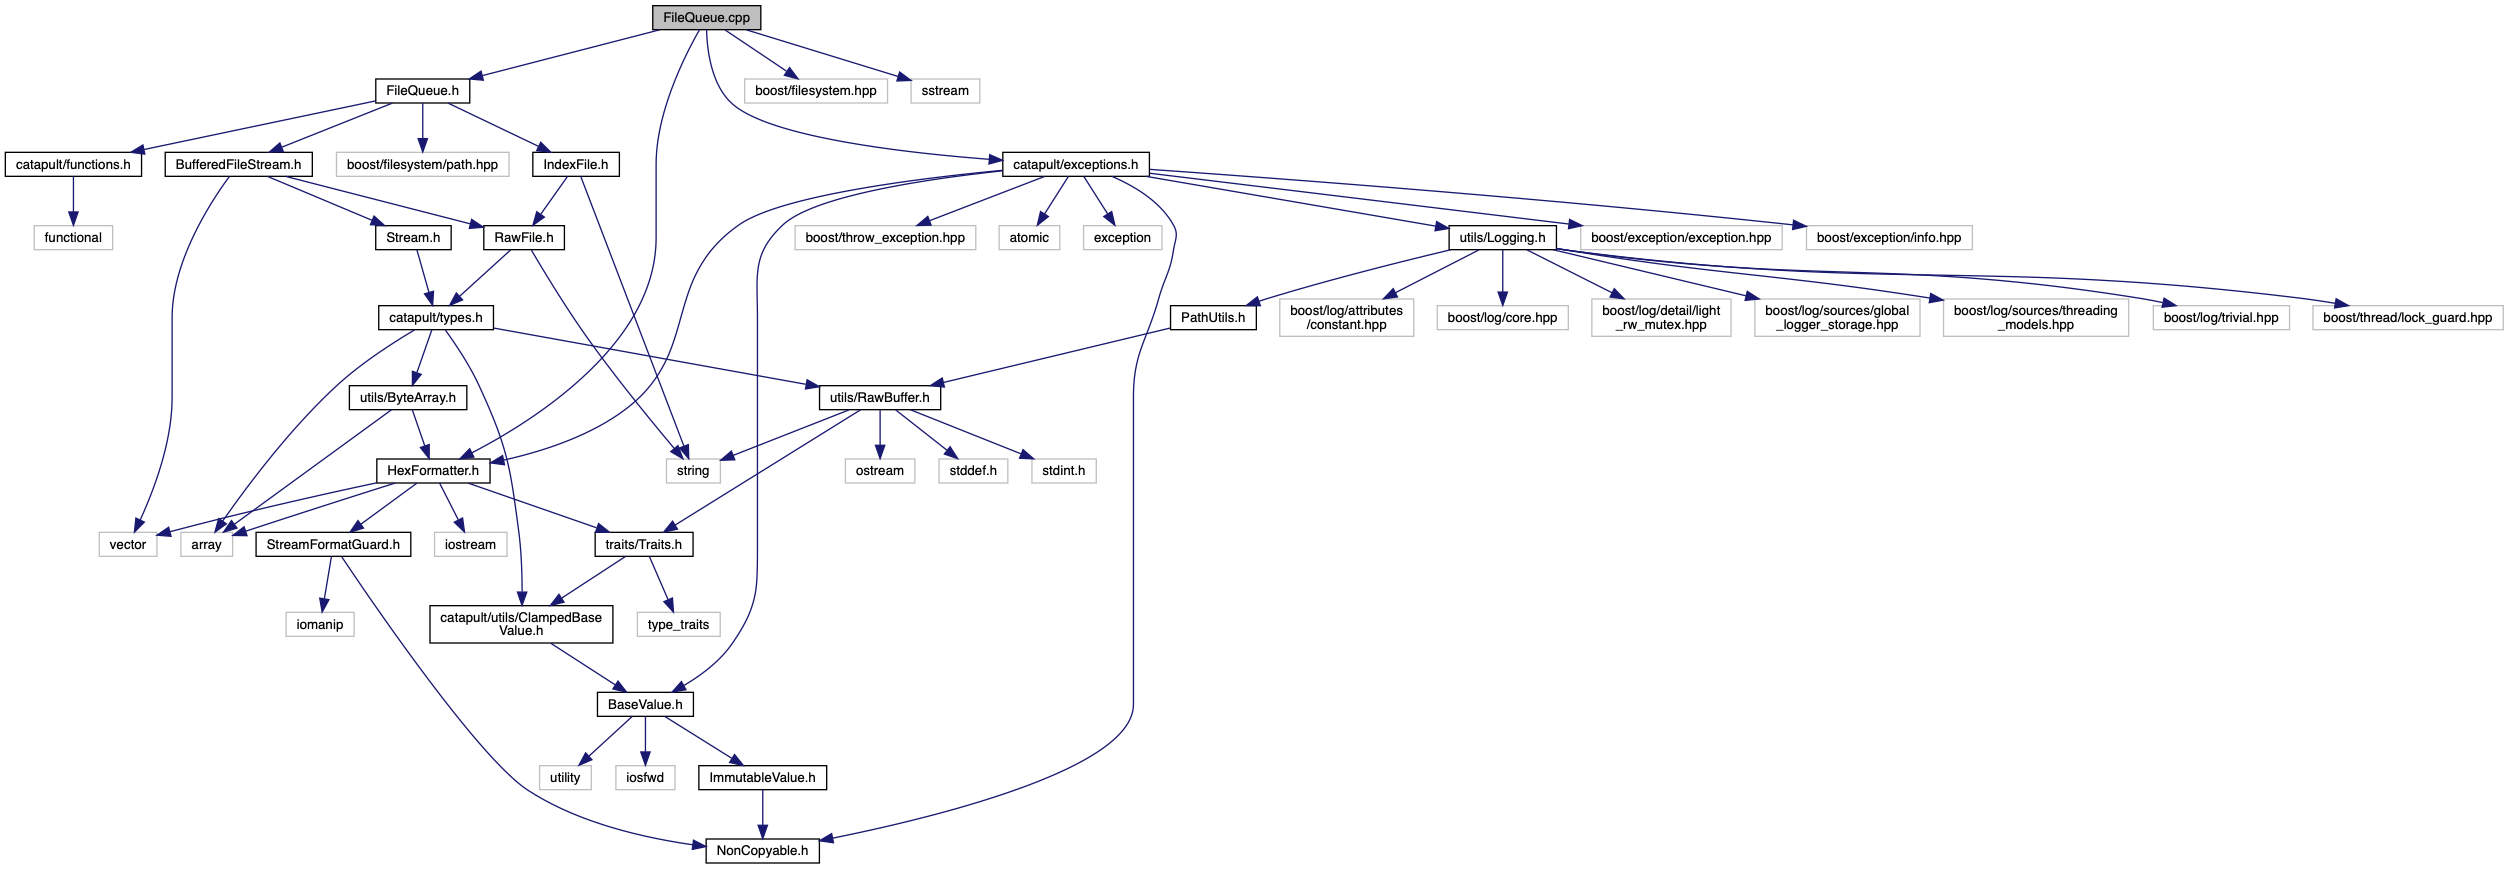 FileQueue.cpp
FileQueue.h
boost/filesystem.hpp
sstream
catapult/functions.h
BufferedFileStream.h
boost/filesystem/path.hpp
IndexFile.h
catapult/exceptions.h
functional
Stream.h
RawFile.h
boost/throw_exception.hpp
atomic
exception
utils/Logging.h
boost/exception/exception.hpp
boost/exception/info.hpp
catapult/types.h
PathUtils.h
boost/log/attributes
/constant.hpp
boost/log/core.hpp
boost/log/detail/light
_rw_mutex.hpp
boost/log/sources/global
_logger_storage.hpp
boost/log/sources/threading
_models.hpp
boost/log/trivial.hpp
boost/thread/lock_guard.hpp
utils/ByteArray.h
utils/RawBuffer.h
HexFormatter.h
string
ostream
stddef.h
stdint.h
vector
array
StreamFormatGuard.h
iostream
traits/Traits.h
iomanip
catapult/utils/ClampedBase
Value.h
type_traits
BaseValue.h
utility
iosfwd
ImmutableValue.h
NonCopyable.h